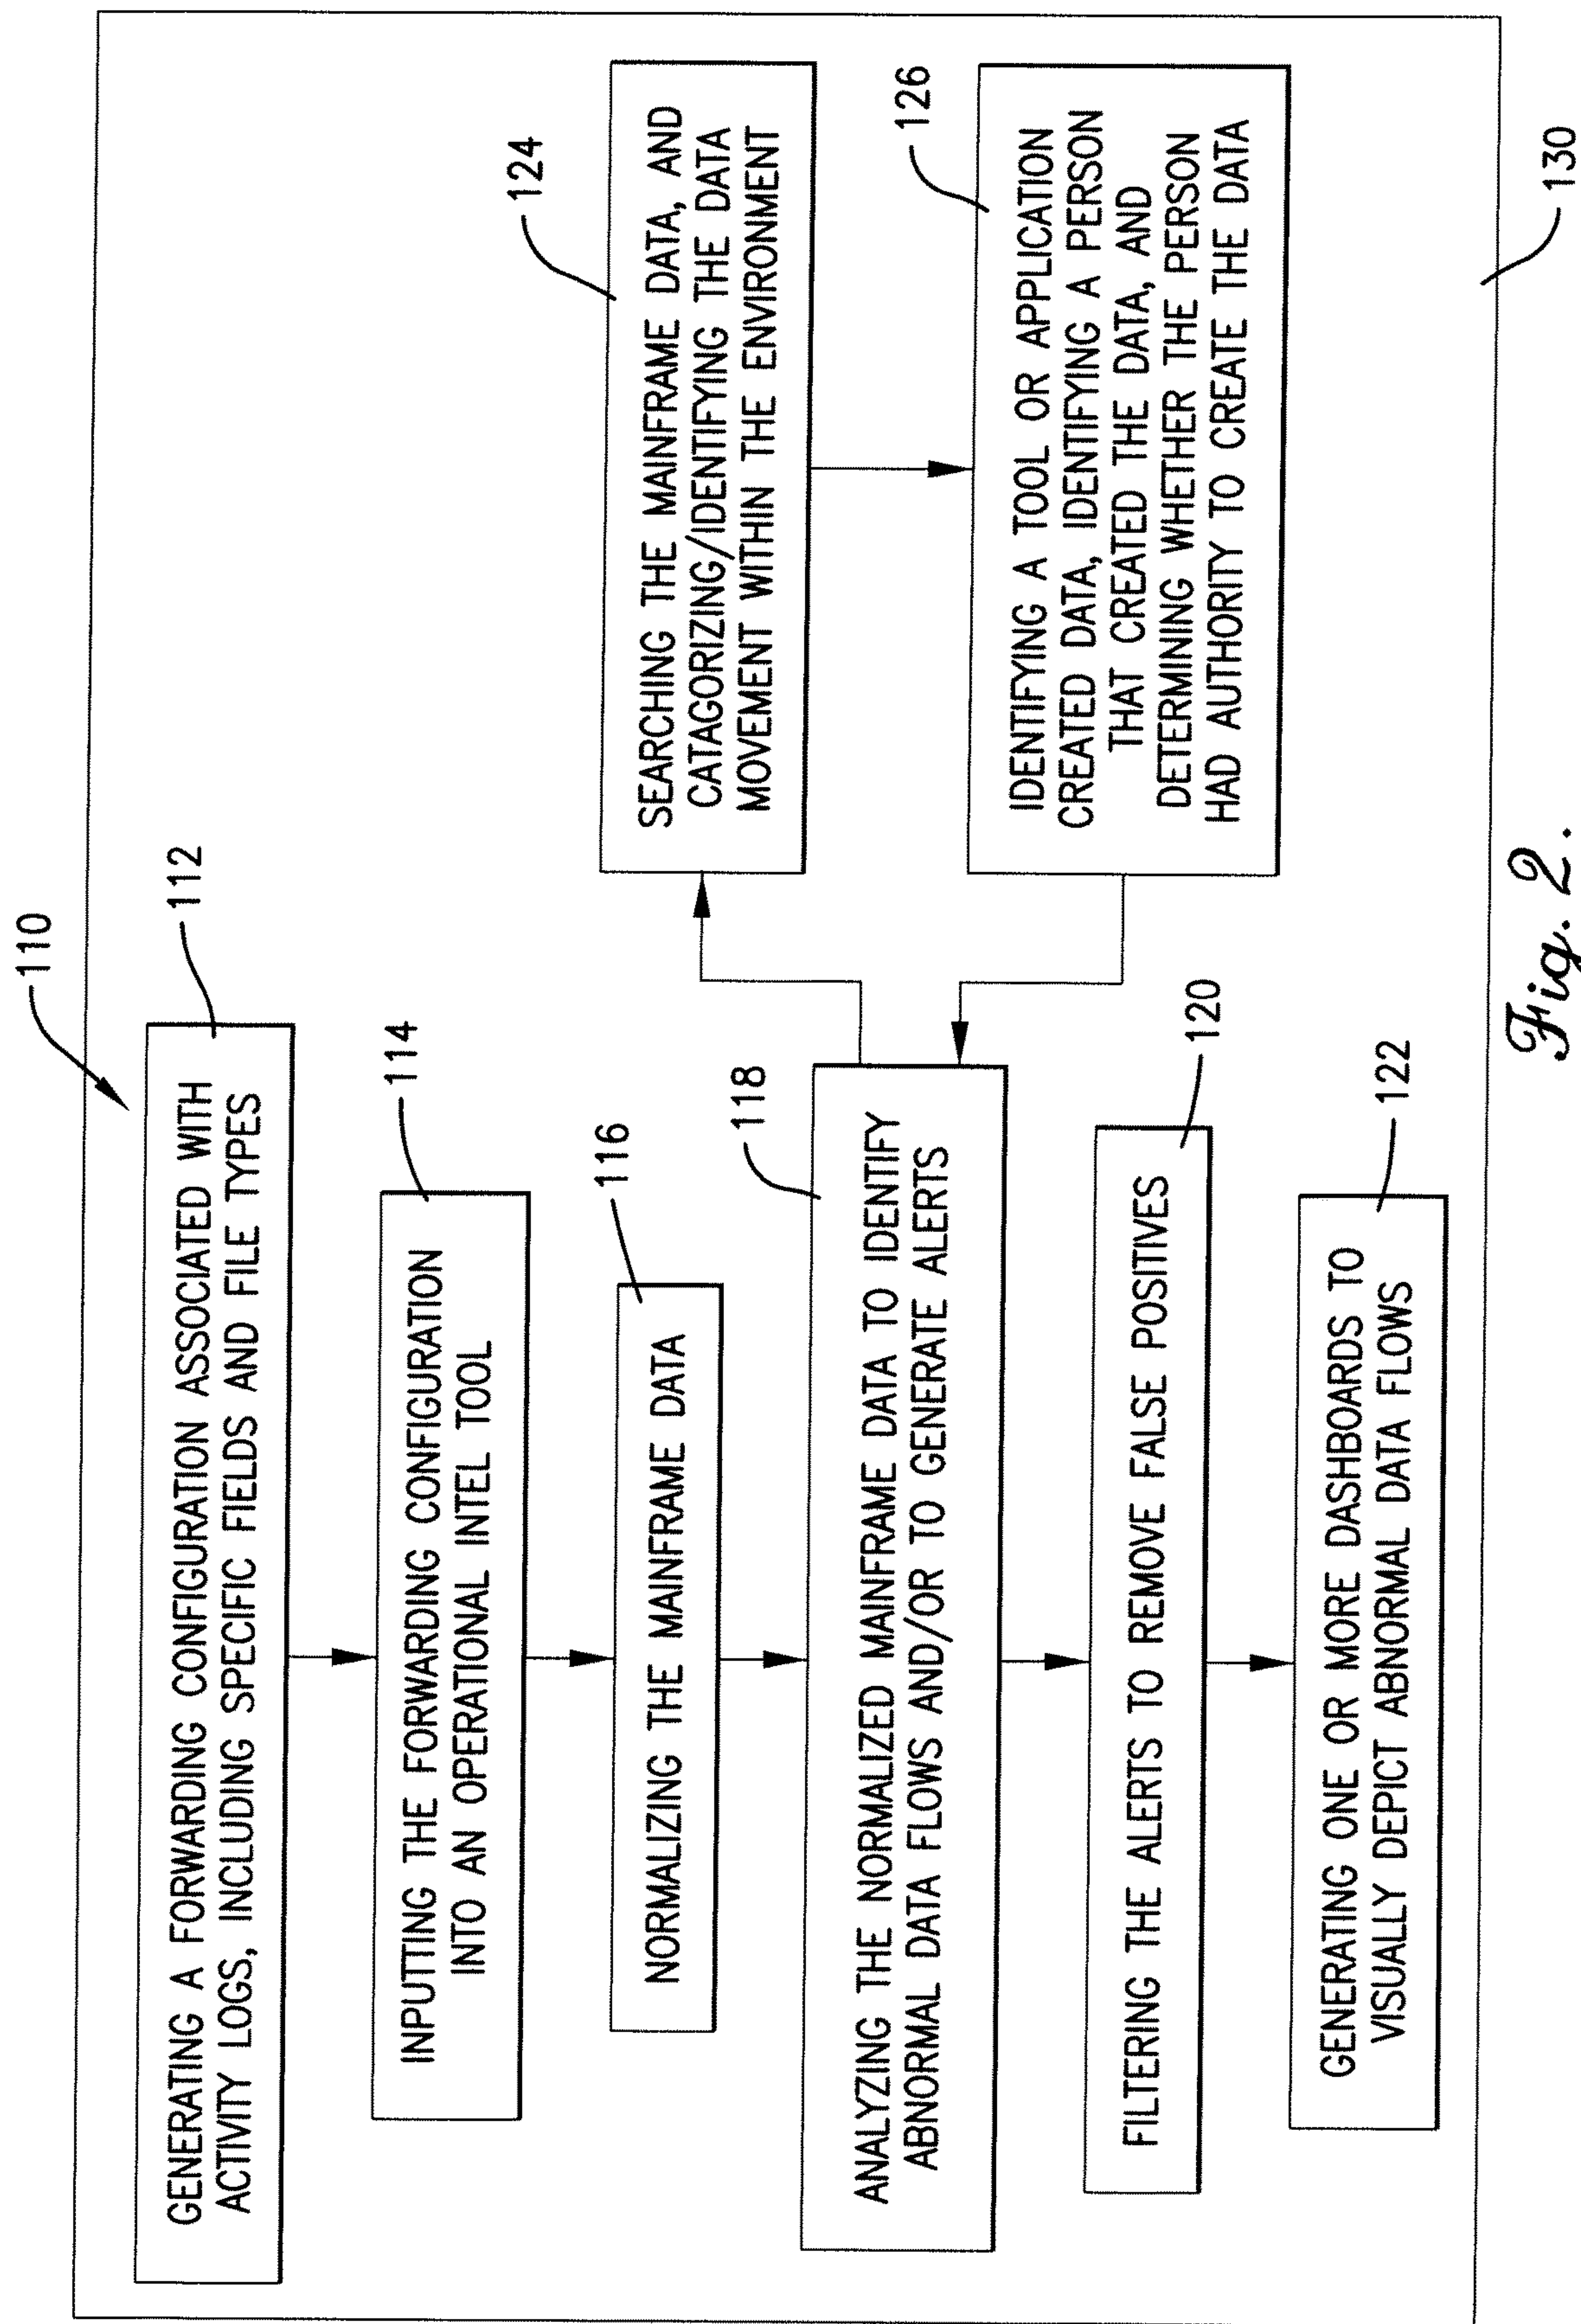 110
112
GENERATING A FORWARDING CONFIGURATION ASSOCIATED WITH
ACTIVITY LOGS, INCLUDING SPECIFIC FIELDS AND FILE TYPES
114
INPUTTING THE FORWARDING CONFIGURATION
INTO AN OPERATIONAL INTEL TOOL
116
NORMALIZING THE MAINFRAME DATA
118
ANALYZING THE NORMALIZED MAINFRAME DATA TO IDENTIFY
ABNORMAL DATA FLOWS AND/OR TO GENERATE ALERTS
120
FILTERING THE ALERTS TO REMOVE FALSE POSITIVES
122
GENERATING ONE OR MORE DASHBOARDS TO
VISUALLY DEPICT ABNORMAL DATA FLOWS
124
SEARCHING THE MAINFRAME DATA, AND
CATAGORIZING/IDENTIFYING THE DATA
MOVEMENT WITHIN THE ENVIRONMENT
126
IDENTIFYING A TOOL OR APPLICATION
CREATED DATA, IDENTIFYING A PERSON
THAT CREATED THE DATA, AND
DETERMINING WHETHER THE PERSON
HAD AUTHORITY TO CREATE THE DATA
130
Fig. 2.